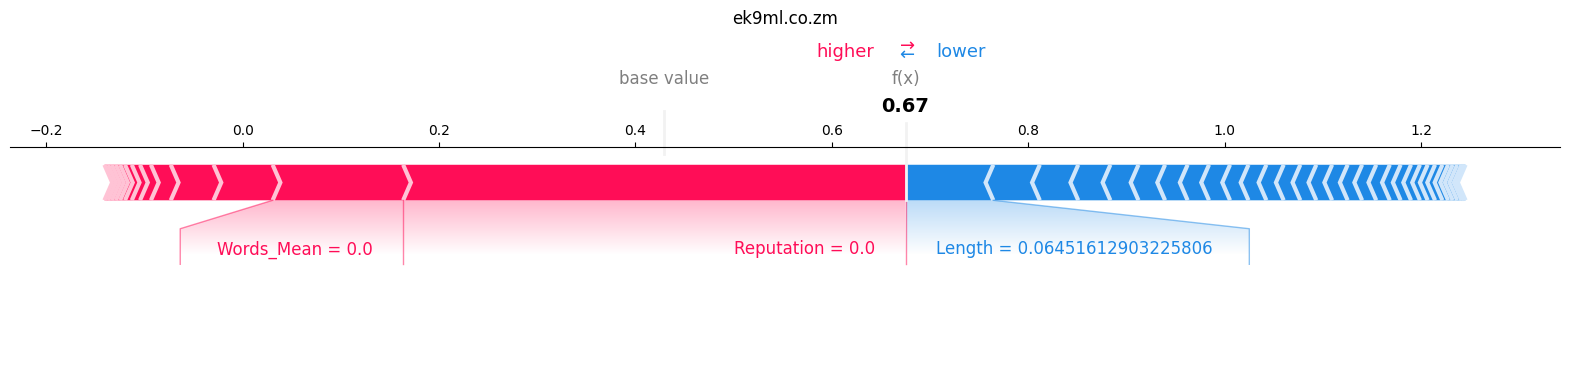 ek9ml.co.zm
higher ⇄ lower
base value f(x)
0.67
−0.2 0.0 0.2 0.4 0.6 0.8 1.0 1.2
Words_Mean = 0.0 Reputation = 0.0 Length = 0.06451612903225806